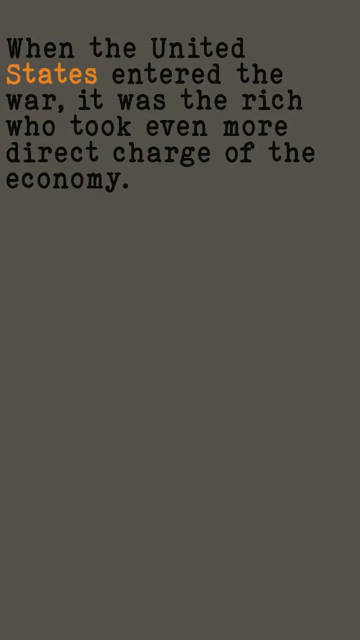 When the United
States entered the
war, it was the rich
who took even more
direct charge of the
economy.